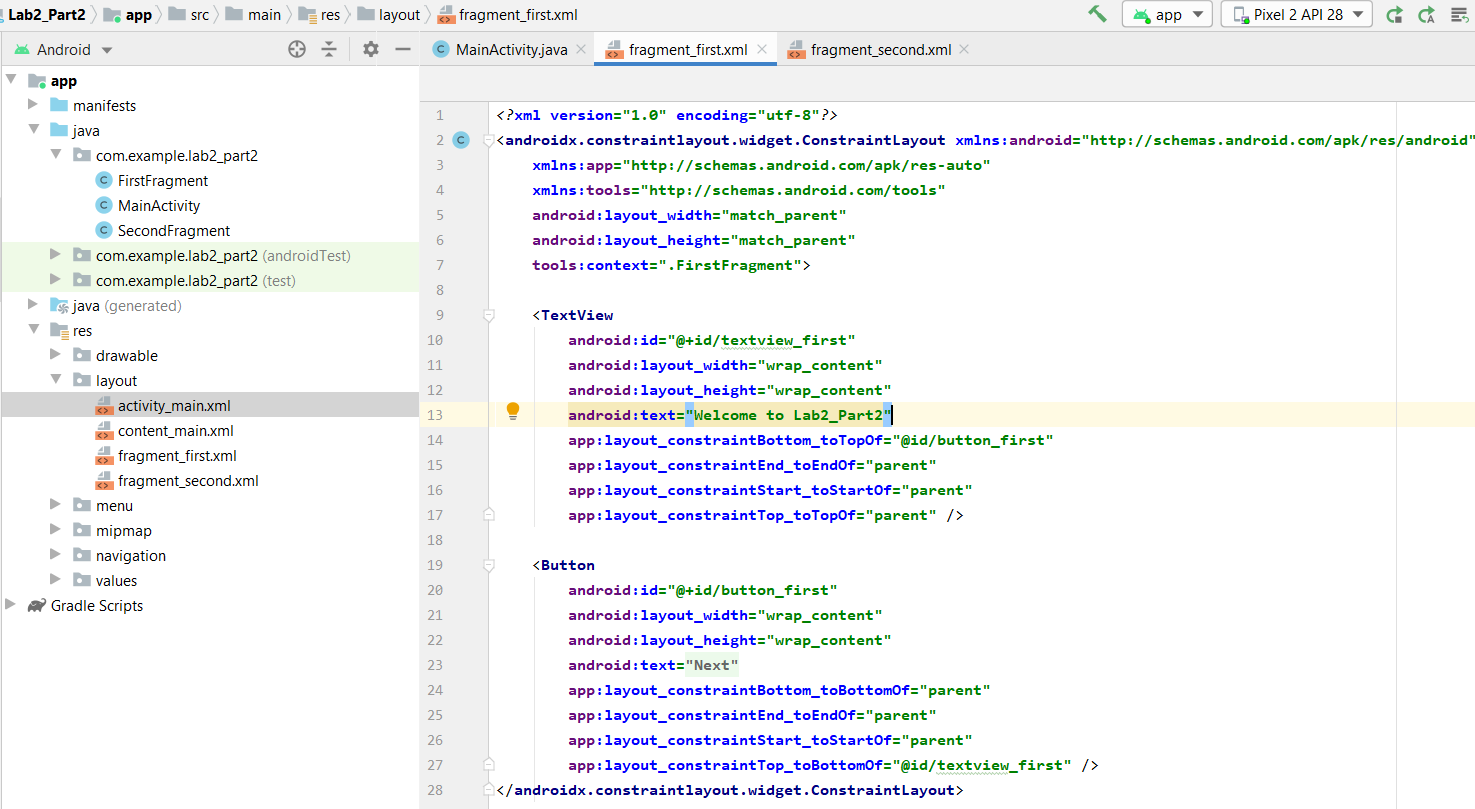 Lab2_Part2 app src main res layout fragment_first.xml app Pixel 2 API 28
Android MainActivity.java fragment_first.xml fragment_second.xml
app
manifests
java
com.example.lab2_part2
FirstFragment
MainActivity
SecondFragment
com.example.lab2_part2 (androidTest)
com.example.lab2_part2 (test)
java (generated)
res
drawable
layout
activity_main.xml
content_main.xml
fragment_first.xml
fragment_second.xml
menu
mipmap
navigation
values
Gradle Scripts
1 <?xml version="1.0" encoding="utf-8"?>
2 <androidx.constraintlayout.widget.ConstraintLayout xmlns:android="http://schemas.android.com/apk/res/android"
3 xmlns:app="http://schemas.android.com/apk/res-auto"
4 xmlns:tools="http://schemas.android.com/tools"
5 android:layout_width="match_parent"
6 android:layout_height="match_parent"
7 tools:context=".FirstFragment">
8
9 <TextView
10 android:id="@+id/textview_first"
11 android:layout_width="wrap_content"
12 android:layout_height="wrap_content"
13 android:text="Welcome to Lab2_Part2"
14 app:layout_constraintBottom_toTopOf="@id/button_first"
15 app:layout_constraintEnd_toEndOf="parent"
16 app:layout_constraintStart_toStartOf="parent"
17 app:layout_constraintTop_toTopOf="parent" />
18
19 <Button
20 android:id="@+id/button_first"
21 android:layout_width="wrap_content"
22 android:layout_height="wrap_content"
23 android:text="Next"
24 app:layout_constraintBottom_toBottomOf="parent"
25 app:layout_constraintEnd_toEndOf="parent"
26 app:layout_constraintStart_toStartOf="parent"
27 app:layout_constraintTop_toBottomOf="@id/textview_first" />
28 </androidx.constraintlayout.widget.ConstraintLayout>